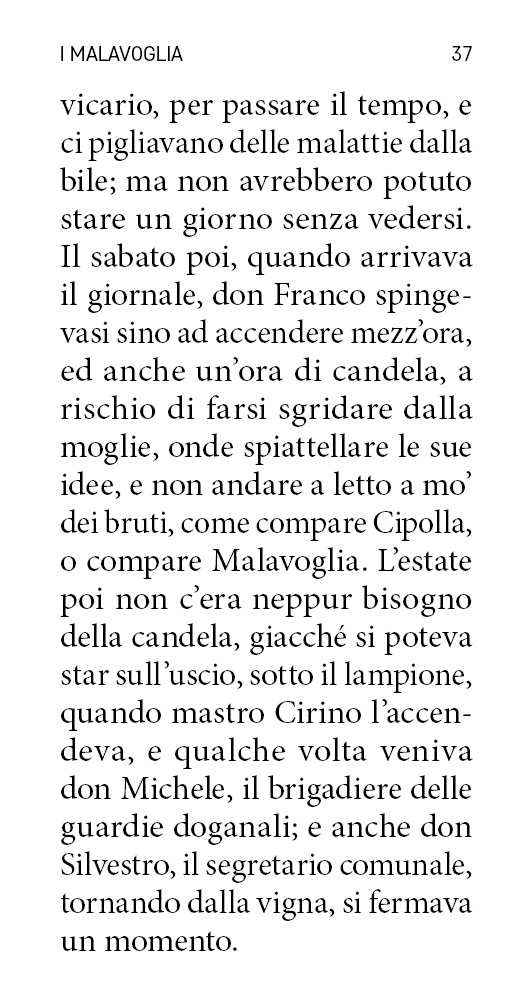 I MALAVOGLIA 37
vicario, per passare il tempo, e
ci pigliavano delle malattie dalla
bile; ma non avrebbero potuto
stare un giorno senza vedersi.
Il sabato poi, quando arrivava
il giornale, don Franco spinge-
vasi sino ad accendere mezz’ora,
ed anche un’ora di candela, a
rischio di farsi sgridare dalla
moglie, onde spiattellare le sue
idee, e non andare a letto a mo’
dei bruti, come compare Cipolla,
o compare Malavoglia. L’estate
poi non c’era neppur bisogno
della candela, giacché si poteva
star sull’uscio, sotto il lampione,
quando mastro Cirino l’accen-
deva, e qualche volta veniva
don Michele, il brigadiere delle
guardie doganali; e anche don
Silvestro, il segretario comunale,
tornando dalla vigna, si fermava
un momento.